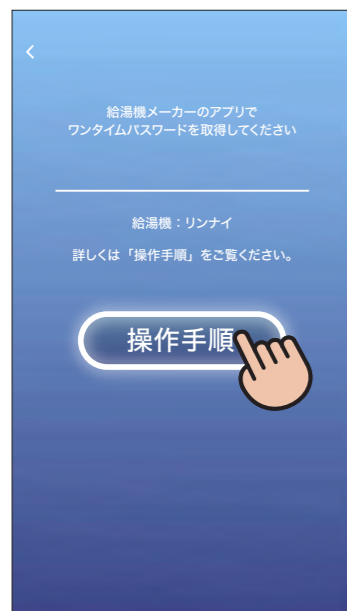 給湯機メーカーのアプリで
ワンタイムパスワードを取得してください
給湯機：リンナイ
詳しくは「操作手順」をご覧ください。
操作手順